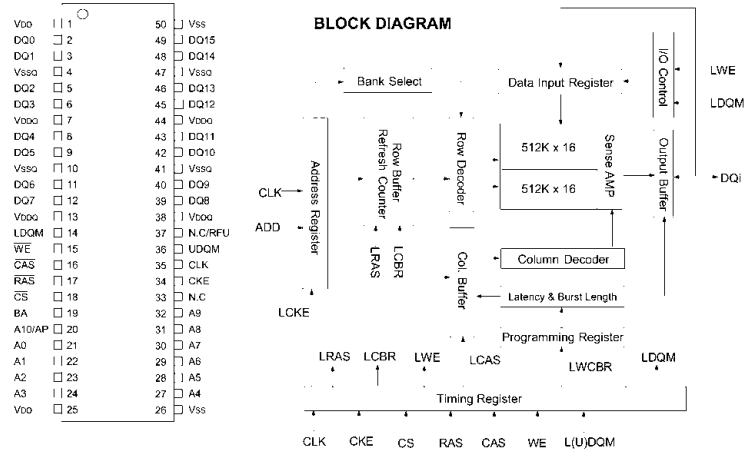 VDD 1 50 VSS
DQ0 2 49 DQ15
DQ1 3 48 DQ14
VSSQ 4 47 VSSQ
DQ2 5 46 DQ13
DQ3 6 45 DQ12
VDDQ 7 44 VDDQ
DQ4 8 43 DQ11
DQ5 9 42 DQ10
VSSQ 10 41 VSSQ
DQ6 11 40 DQ9
DQ7 12 39 DQ8
VDDQ 13 38 VDDQ
LDQM 14 37 N.C/RFU
WE 15 36 UDQM
CAS 16 35 CLK
RAS 17 34 CKE
CS 18 33 N.C
BA 19 32 A9
A10/AP 20 31 A8
A0 21 30 A7
A1 22 29 A6
A2 23 28 A5
A3 24 27 A4
VDD 25 26 VSS
BLOCK DIAGRAM
Bank Select
Data Input Register
I/O Control
LWE
LDQM
CLK
ADD
Address Register
LCKE
Row Buffer
Refresh Counter
LRAS
LCBR
Row Decoder
Col. Buffer
512K x 16
512K x 16
Sense AMP
Output Buffer
DQi
Column Decoder
Latency & Burst Length
Programming Register
LRAS LCBR LWE LCAS LWCBR LDQM
Timing Register
CLK CKE CS RAS CAS WE L(U)DQM